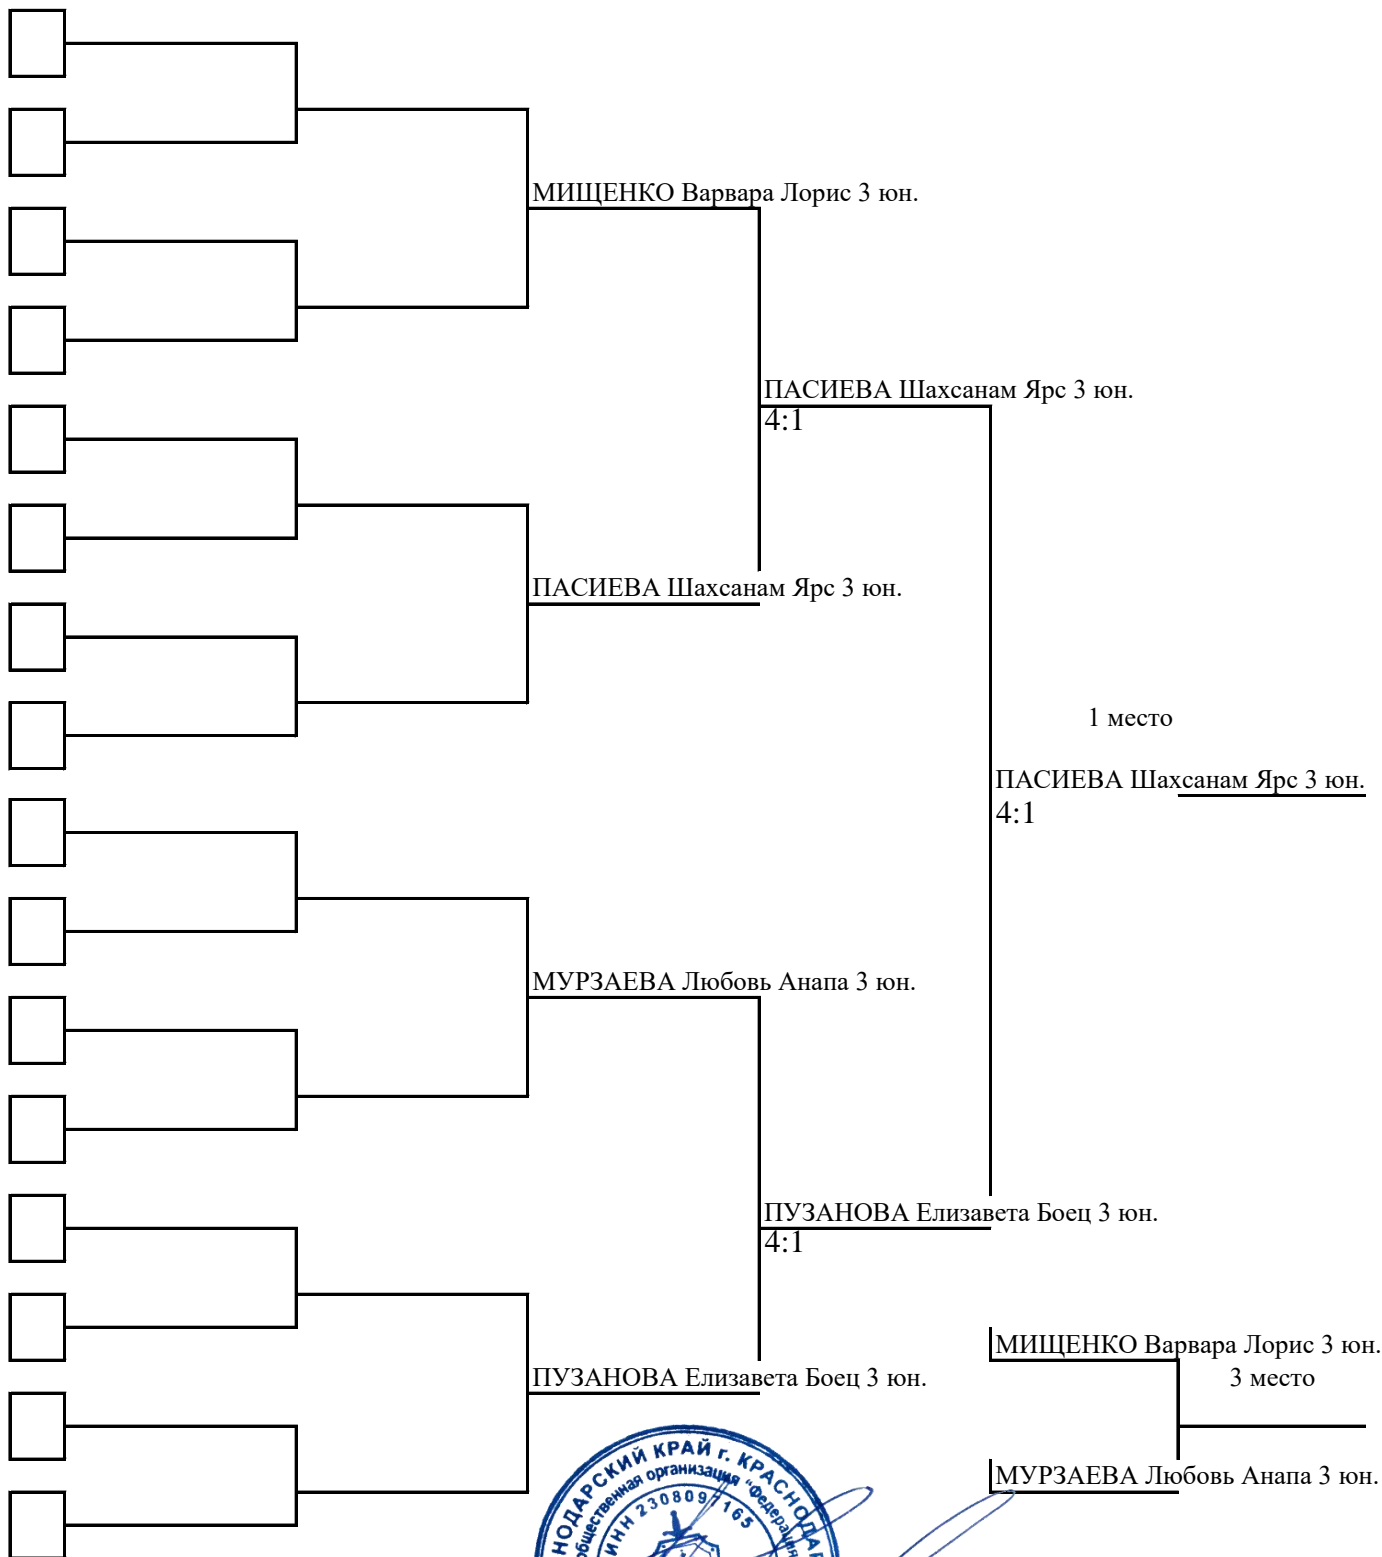 МИЩЕНКО Варвара Лорис 3 юн.
ПАСИЕВА Шахсанам Ярс 3 юн.
4:1
ПАСИЕВА Шахсанам Ярс 3 юн.
1 место
ПАСИЕВА Шахсанам Ярс 3 юн.
4:1
МУРЗАЕВА Любовь Анапа 3 юн.
ПУЗАНОВА Елизавета Боец 3 юн.
4:1
МИЩЕНКО Варвара Лорис 3 юн.
ПУЗАНОВА Елизавета Боец 3 юн.
3 место
МУРЗАЕВА Любовь Анапа 3 юн.
НОДАРСКИЙ КРАЙ г. КРАСНОДАР
общественная организация "Федерация
ИНН 2308097165